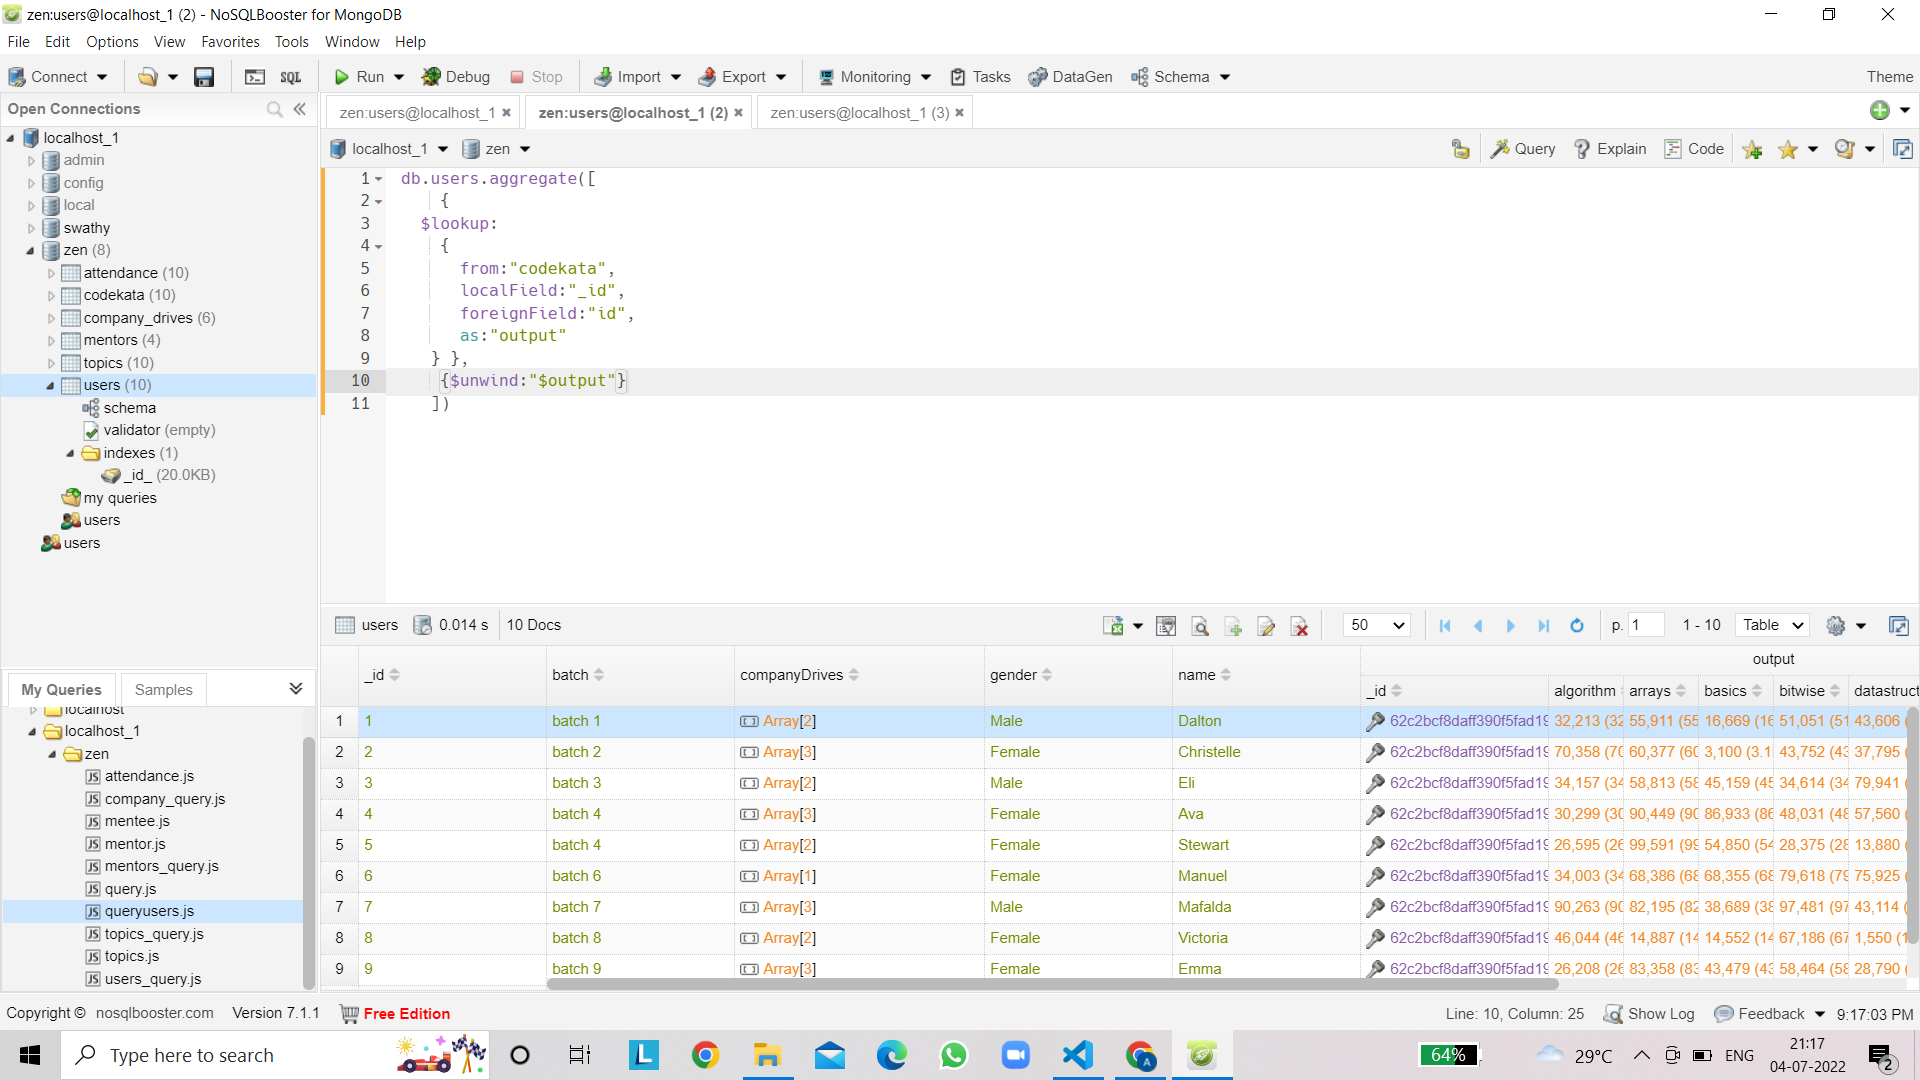 zen:users@localhost_1 (2) - NoSQLBooster for MongoDB
File Edit Options View Favorites Tools Window Help
Connect SQL Run Debug Stop Import Export Monitoring Tasks DataGen Schema Theme
Open Connections
zen:users@localhost_1 zen:users@localhost_1 (2) zen:users@localhost_1 (3)
localhost_1 zen Query Explain Code
localhost_1
admin
config
local
swathy
zen (8)
attendance (10)
codekata (10)
company_drives (6)
mentors (4)
topics (10)
users (10)
schema
validator (empty)
indexes (1)
_id_ (20.0KB)
my queries
users
users
1 db.users.aggregate([
2 {
3 $lookup:
4 {
5 from:"codekata",
6 localField:"_id",
7 foreignField:"id",
8 as:"output"
9 } },
10 {$unwind:"$output"}
11 ])
users 0.014 s 10 Docs 50 p. 1 1 - 10 Table
output
_id batch companyDrives gender name
_id algorithm arrays basics bitwise datastruct
1 1 batch 1 Array[2] Male Dalton 62c2bcf8daff390f5fad19 32,213 (32 55,911 (55 16,669 (16 51,051 (51 43,606 (
2 2 batch 2 Array[3] Female Christelle 62c2bcf8daff390f5fad19 70,358 (70 60,377 (60 3,100 (3.1 43,752 (43 37,795 (
3 3 batch 3 Array[2] Male Eli 62c2bcf8daff390f5fad19 34,157 (34 58,813 (58 45,159 (45 34,614 (34 79,941 (
4 4 batch 4 Array[3] Female Ava 62c2bcf8daff390f5fad19 30,299 (30 90,449 (90 86,933 (86 48,031 (48 57,560 (
5 5 batch 4 Array[2] Female Stewart 62c2bcf8daff390f5fad19 26,595 (26 99,591 (99 54,850 (54 28,375 (28 13,880 (
6 6 batch 6 Array[1] Female Manuel 62c2bcf8daff390f5fad19 34,003 (34 68,386 (68 68,355 (68 79,618 (79 75,925 (
7 7 batch 7 Array[3] Male Mafalda 62c2bcf8daff390f5fad19 90,263 (90 82,195 (82 38,689 (38 97,481 (97 43,114 (
8 8 batch 8 Array[2] Female Victoria 62c2bcf8daff390f5fad19 46,044 (46 14,887 (14 14,552 (14 67,186 (67 1,550 (1
9 9 batch 9 Array[3] Female Emma 62c2bcf8daff390f5fad19 26,208 (26 83,358 (83 43,479 (43 58,464 (58 28,790 (
My Queries Samples
localhost
localhost_1
zen
attendance.js
company_query.js
mentee.js
mentor.js
mentors_query.js
query.js
queryusers.js
topics_query.js
topics.js
users_query.js
Copyright © nosqlbooster.com Version 7.1.1 Free Edition Line: 10, Column: 25 Show Log Feedback 9:17:03 PM
Type here to search L A 64% 29°C ENG 21:17
04-07-2022 2